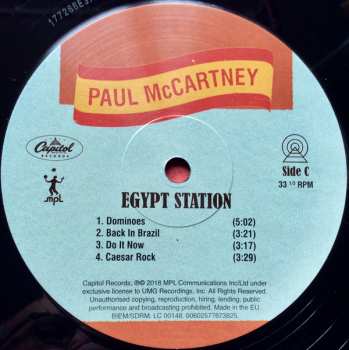 PAUL McCARTNEY
Capitol
RECORDS
mpL
Side C
33 1/3 RPM
EGYPT STATION
1. Dominoes (5:02)
2. Back In Brazil (3:21)
3. Do It Now (3:17)
4. Caesar Rock (3:29)
Capitol Records; ℗© 2018 MPL Communications Inc/Ltd under
exclusive license to UMG Recordings, Inc. All Rights Reserved.
Unauthorised copying, reproduction, hiring, lending, public
performance and broadcasting prohibited. Made in the EU.
BIEM/SDRM. LC 00148. 00602577873825.